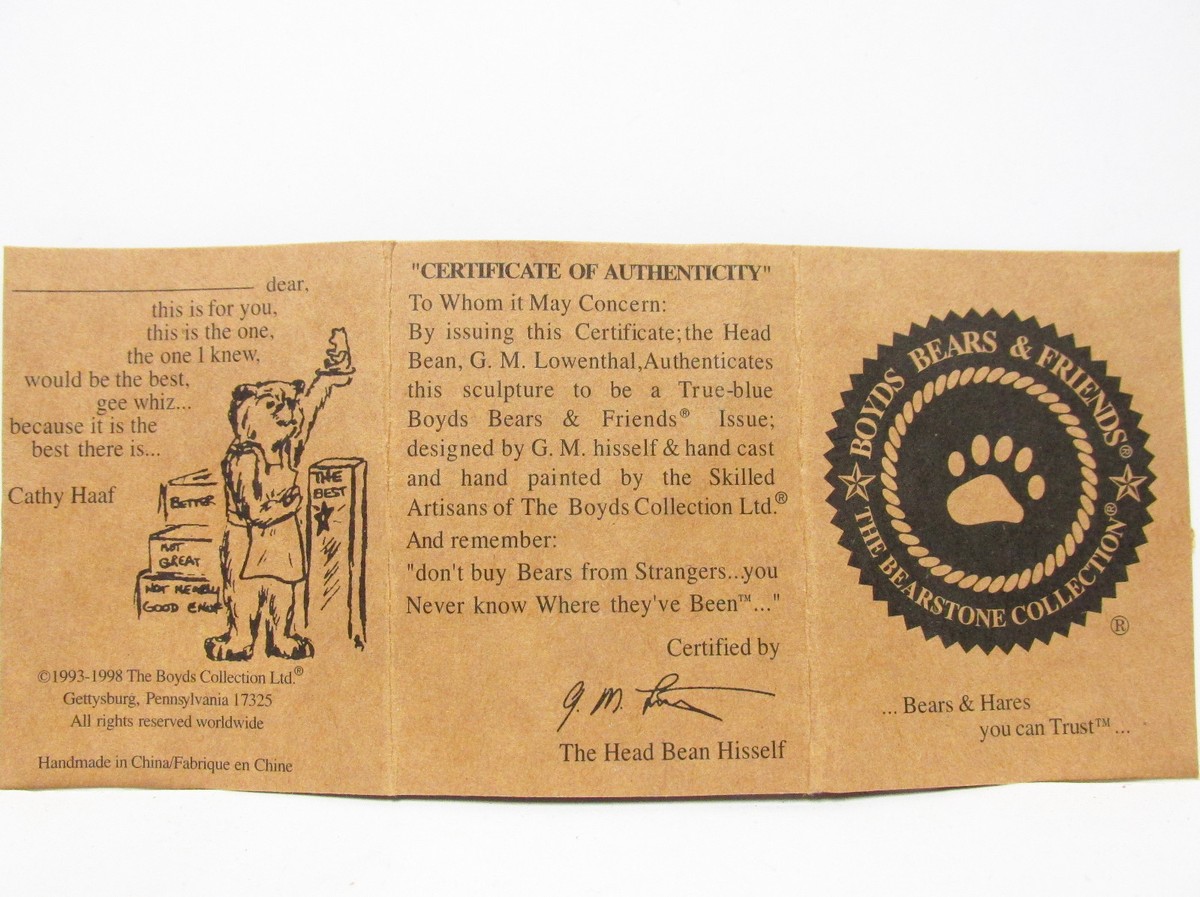 ____________________ dear,
this is for you,
this is the one,
the one I knew,
would be the best,
gee whiz...
because it is the
best there is...
Cathy Haaf
THE
BEST
BETTER
NOT
GREAT
NOT NEARLY
GOOD ENUF
©1993-1998 The Boyds Collection Ltd.®
Gettysburg, Pennsylvania 17325
All rights reserved worldwide
Handmade in China/Fabrique en Chine
"CERTIFICATE OF AUTHENTICITY"
To Whom it May Concern:
By issuing this Certificate;the Head
Bean, G. M. Lowenthal,Authenticates
this sculpture to be a True-blue
Boyds Bears & Friends® Issue;
designed by G. M. hisself & hand cast
and hand painted by the Skilled
Artisans of The Boyds Collection Ltd.®
And remember:
"don't buy Bears from Strangers...you
Never know Where they've Been™..."
Certified by
G. M.
The Head Bean Hisself
BOYDS BEARS & FRIENDS®
THE BEARSTONE COLLECTION®
®
... Bears & Hares
you can Trust™ ...